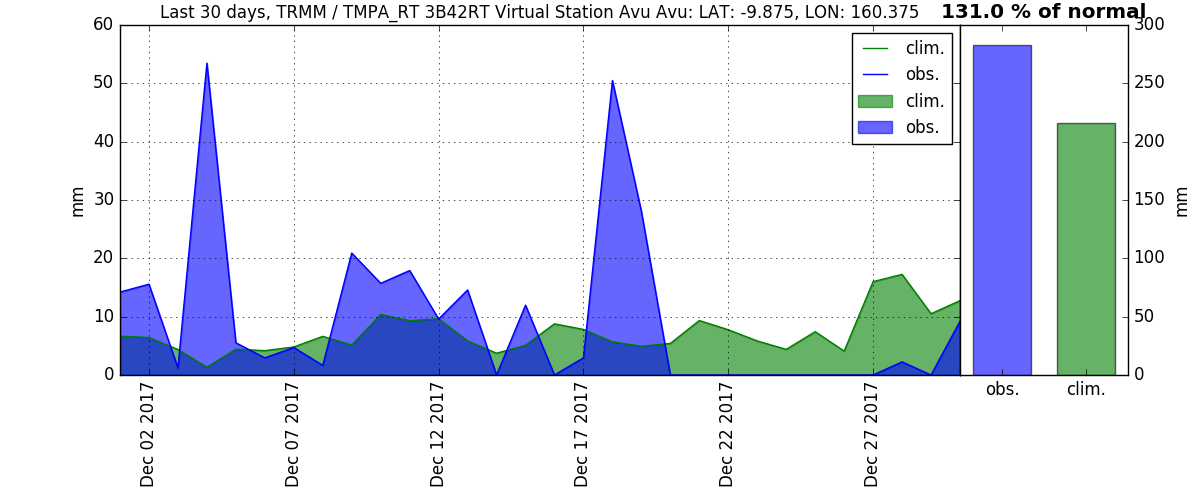 Last 30 days, TRMM / TMPA_RT 3B42RT Virtual Station Avu Avu: LAT: -9.875, LON: 160.375
131.0 % of normal
60
50
40
30
20
10
0
mm
clim.
obs.
clim.
obs.
Dec 02 2017
Dec 07 2017
Dec 12 2017
Dec 17 2017
Dec 22 2017
Dec 27 2017
300
250
200
150
100
50
0
mm
obs.
clim.